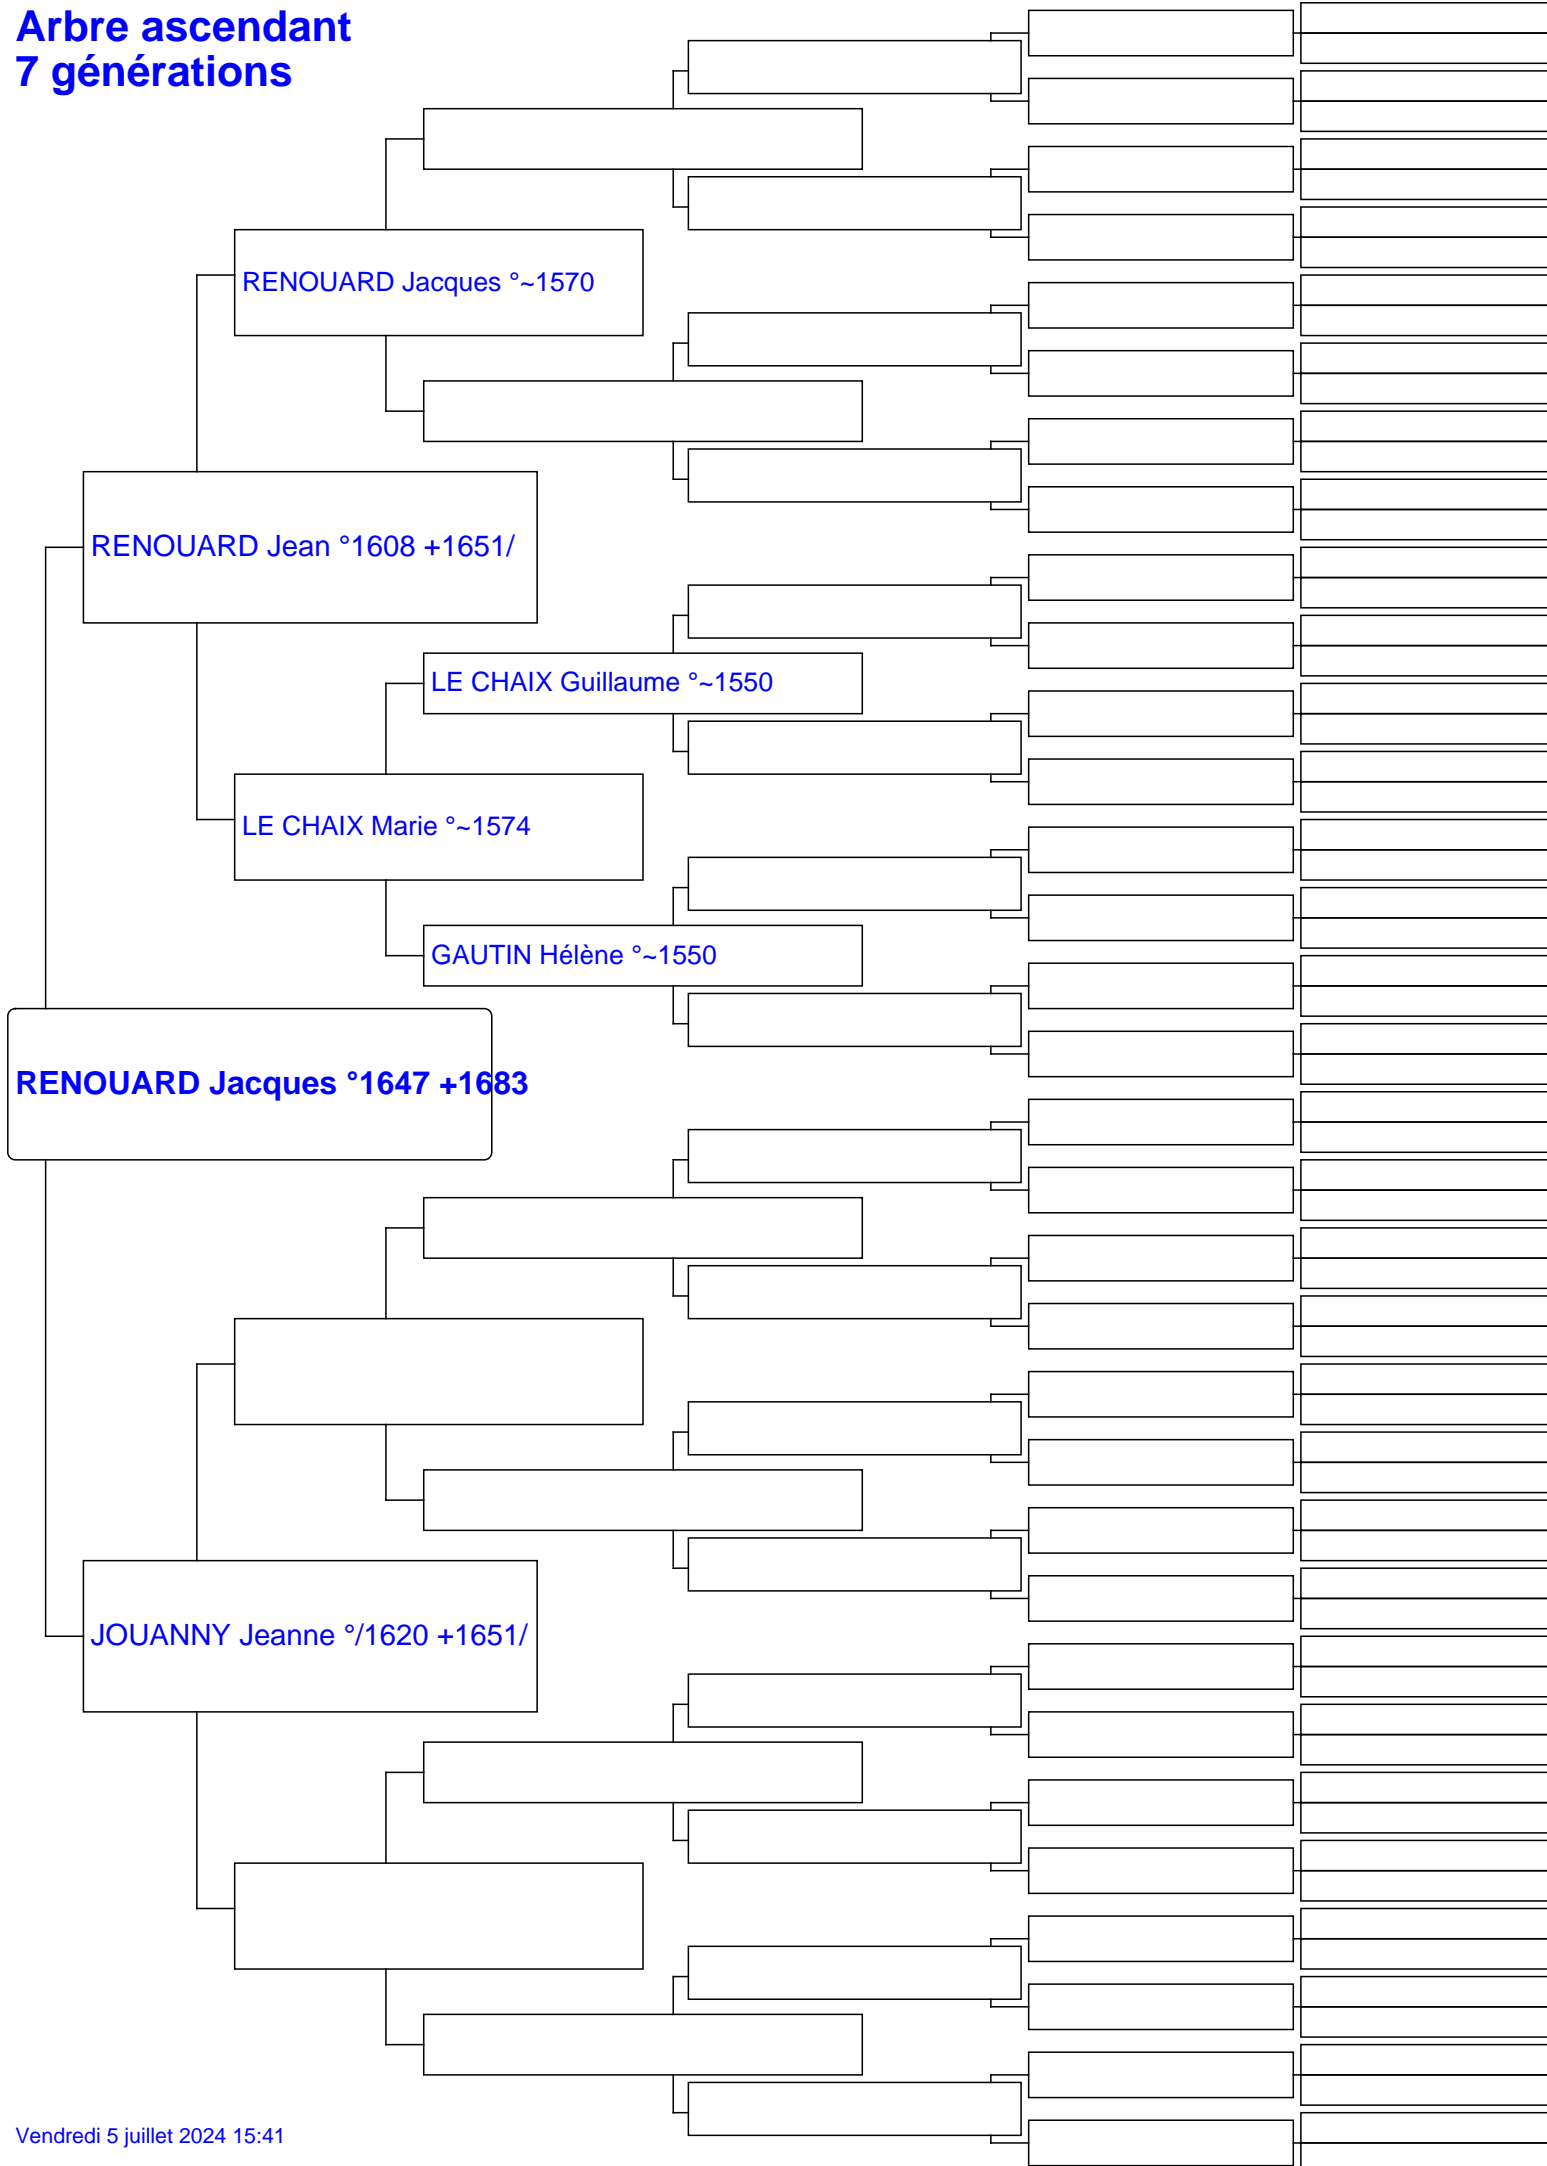 Arbre ascendant
7 générations
RENOUARD Jacques °~1570
RENOUARD Jean °1608 +1651/
LE CHAIX Guillaume °~1550
LE CHAIX Marie °~1574
GAUTIN Hélène °~1550
RENOUARD Jacques °1647 +1683
JOUANNY Jeanne °/1620 +1651/
Vendredi 5 juillet 2024 15:41